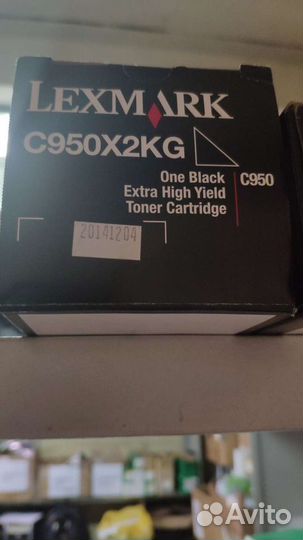 LEXMARK
C950X2KG
One Black
Extra High Yield
Toner Cartridge
C950
20141204
Avito